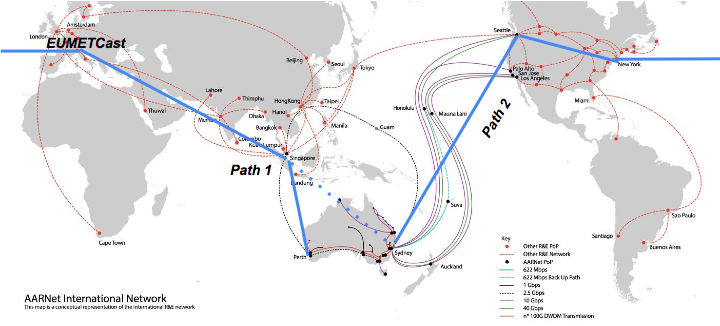 Amsterdam
London
EUMETCast
Seattle
New York
Beijing
Seoul
Tokyo
Palo Alto
San Jose
Los Angeles
Lahore
Thimphu
HongKong
Taipei
Miami
Thuwal
Dhaka
Hanoi
Honolulu
Mauna Lani
Mumbai
Bangkok
Manila
Guam
Path 2
Colombo
Kuala Lumpur
Singapore
Path 1
Bandung
Suva
Sao Paulo
Cape Town
Santiago
Perth
Sydney
Buenos Aires
Auckland
Key
Other R&E PoP
Other R&E Network
AARNet PoP
622 Mbps
622 Mbps Back Up Path
1 Gbps
2.5 Gbps
10 Gbps
40 Gbps
n* 100G DWDM Transmission
AARNet International Network
This map is a conceptual representation of the international R&E network